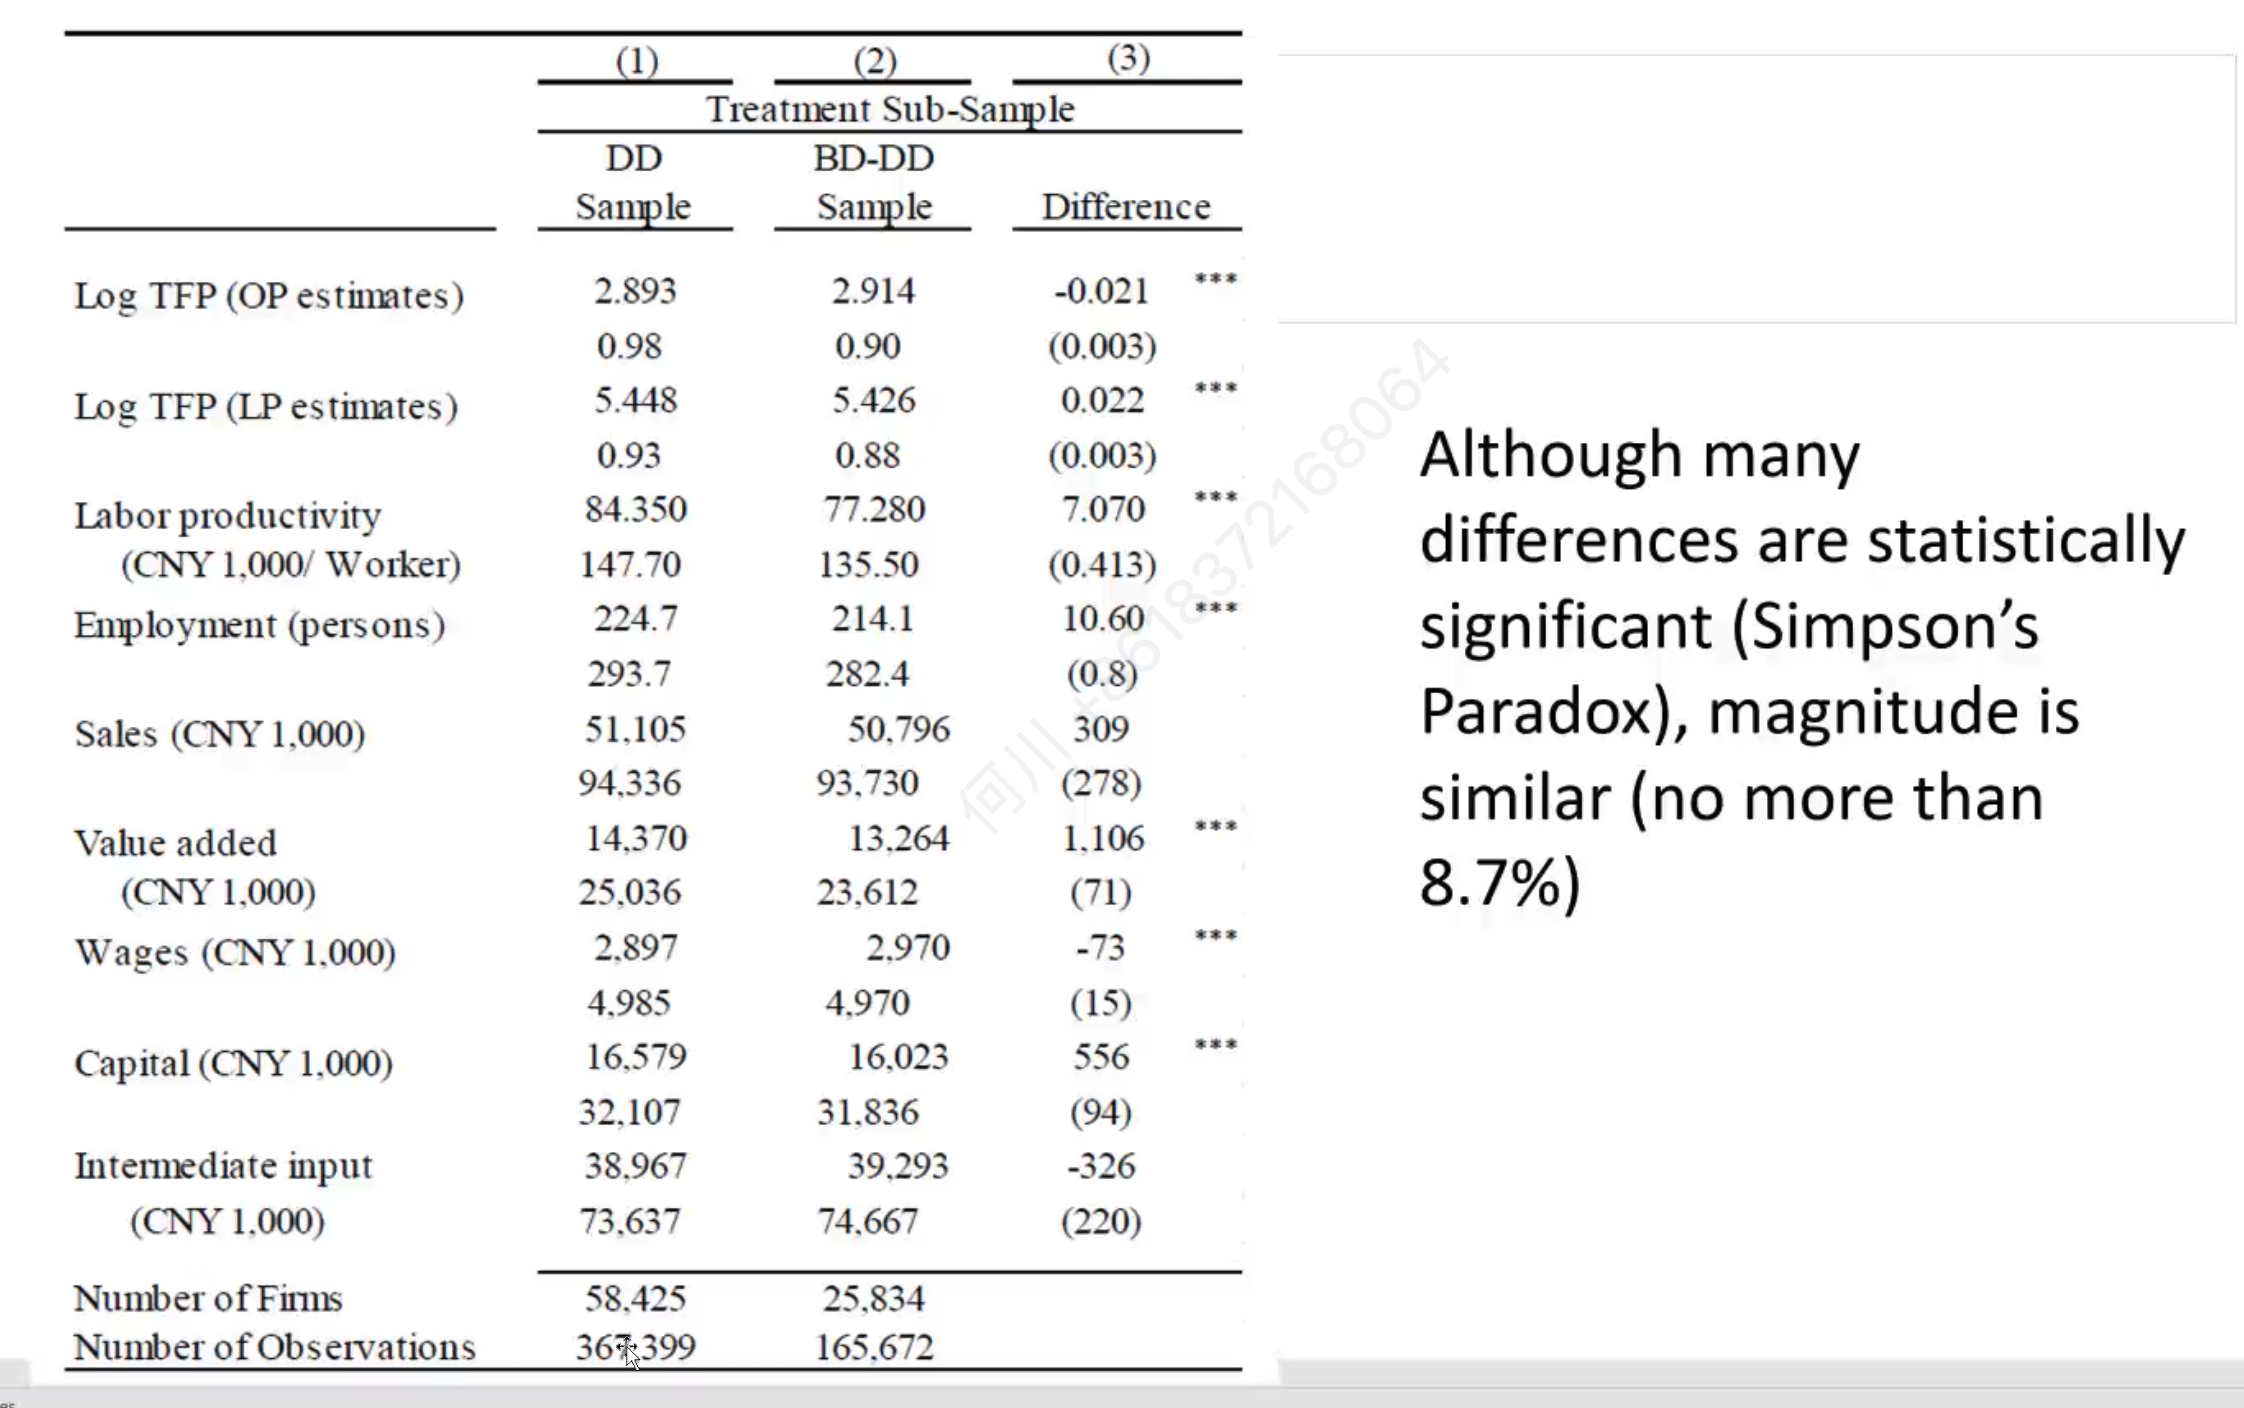 (1) (2) (3)
Treatment Sub-Sample
DD BD-DD
Sample Sample Difference
Log TFP (OP estimates) 2.893 2.914 -0.021 ***
0.98 0.90 (0.003)
Log TFP (LP estimates) 5.448 5.426 0.022 ***
0.93 0.88 (0.003)
Labor productivity 84.350 77.280 7.070 ***
(CNY 1,000/ Worker) 147.70 135.50 (0.413)
Employment (persons) 224.7 214.1 10.60 ***
293.7 282.4 (0.8)
Sales (CNY 1,000) 51,105 50,796 309
94,336 93,730 (278)
Value added 14,370 13,264 1,106 ***
(CNY 1,000) 25,036 23,612 (71)
Wages (CNY 1,000) 2,897 2,970 -73 ***
4,985 4,970 (15)
Capital (CNY 1,000) 16,579 16,023 556 ***
32,107 31,836 (94)
Intermediate input 38,967 39,293 -326
(CNY 1,000) 73,637 74,667 (220)
Number of Firms 58,425 25,834
Number of Observations 367,399 165,672
Although many
differences are statistically
significant (Simpson’s
Paradox), magnitude is
similar (no more than
8.7%)
何川 +8618372168064